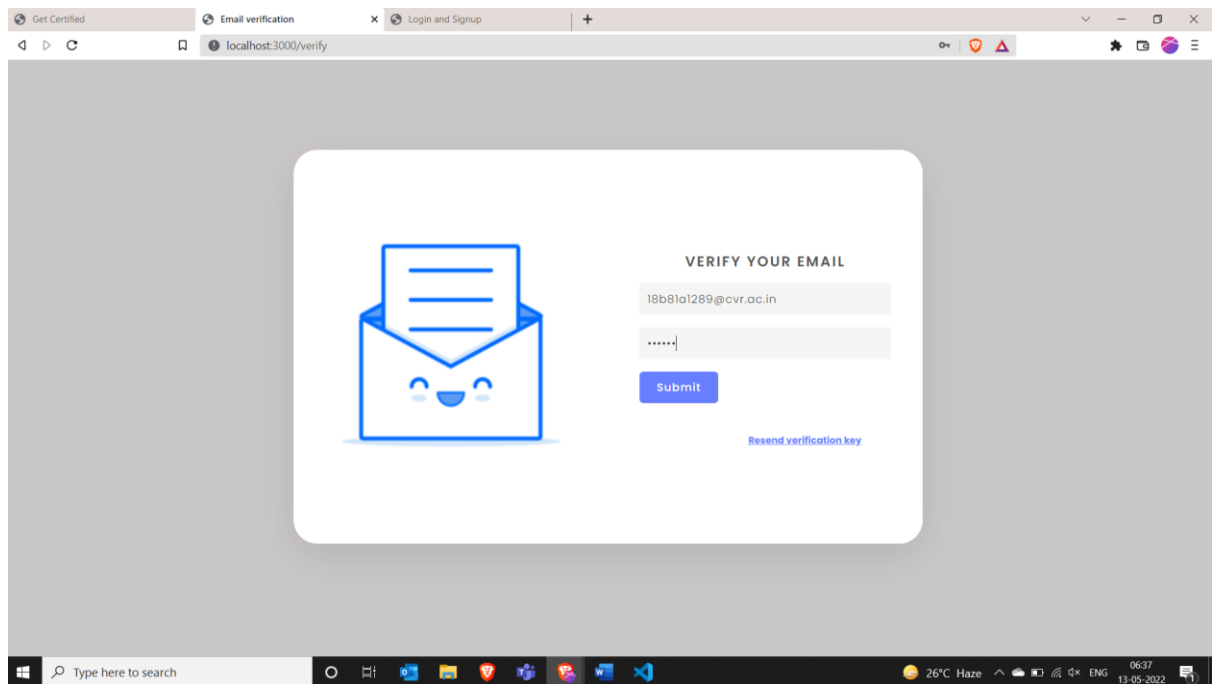 Get Certified
Email verification
Login and Signup
localhost:3000/verify
VERIFY YOUR EMAIL
18b81a1289@cvr.ac.in
••••••
Submit
Resend verification key
Type here to search
26°C Haze
ENG
06:37
13-05-2022
1